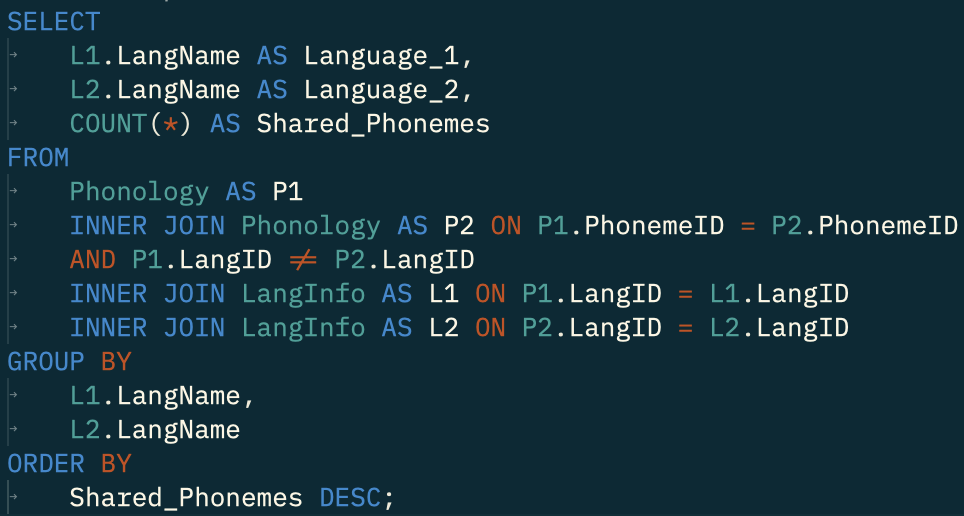 SELECT
L1.LangName AS Language_1,
L2.LangName AS Language_2,
COUNT(*) AS Shared_Phonemes
FROM
Phonology AS P1
INNER JOIN Phonology AS P2 ON P1.PhonemeID = P2.PhonemeID
AND P1.LangID ≠ P2.LangID
INNER JOIN LangInfo AS L1 ON P1.LangID = L1.LangID
INNER JOIN LangInfo AS L2 ON P2.LangID = L2.LangID
GROUP BY
L1.LangName,
L2.LangName
ORDER BY
Shared_Phonemes DESC;